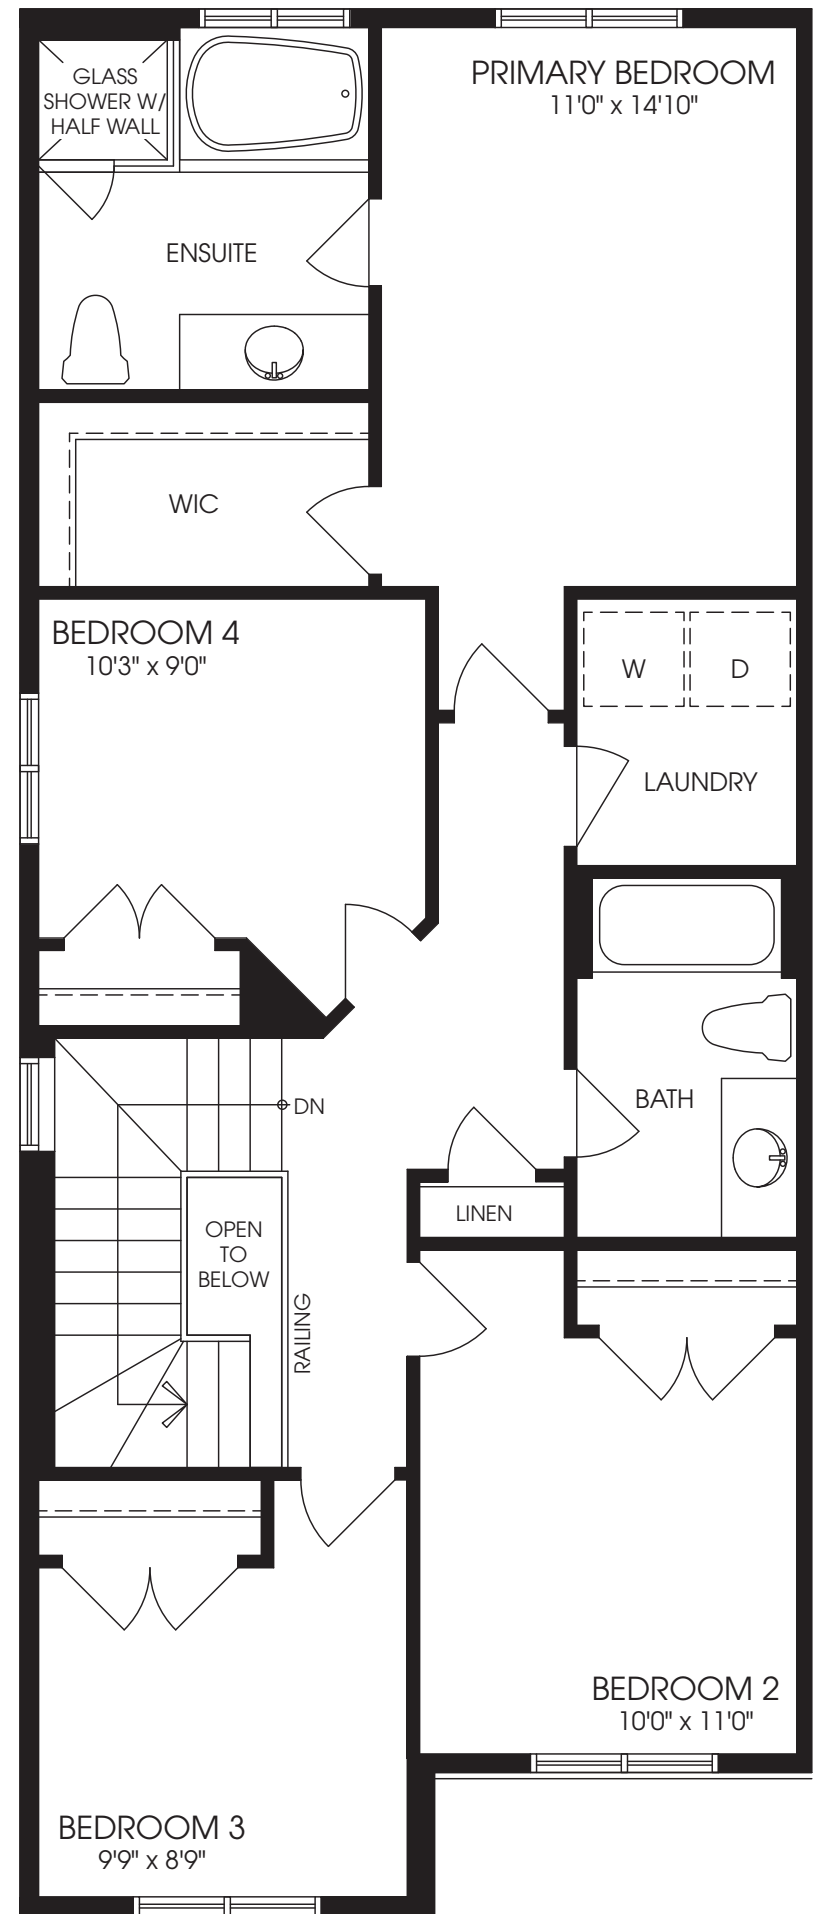 GLASS
SHOWER W/
HALF WALL
PRIMARY BEDROOM
11'0" x 14'10"
ENSUITE
WIC
BEDROOM 4
10'3" x 9'0"
W
D
LAUNDRY
DN
BATH
LINEN
OPEN
TO
BELOW
RAILING
BEDROOM 2
10'0" x 11'0"
BEDROOM 3
9'9" x 8'9"